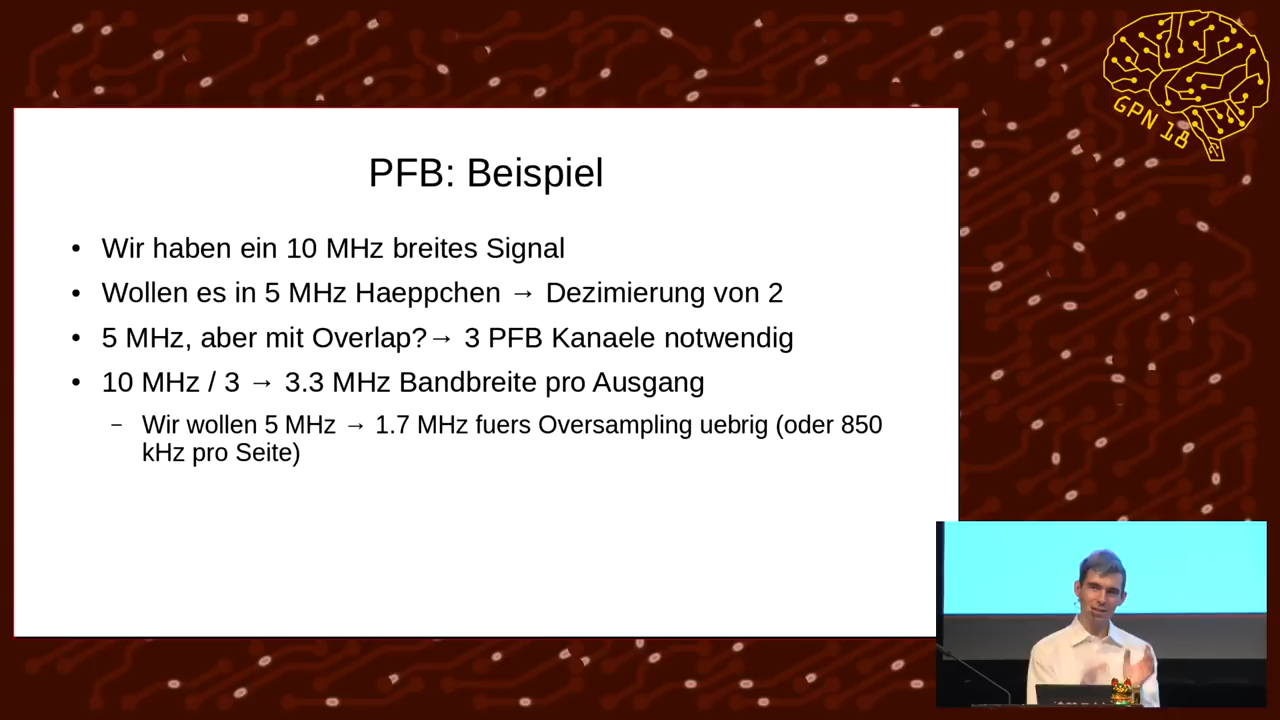 GPN 18
PFB: Beispiel
• Wir haben ein 10 MHz breites Signal
• Wollen es in 5 MHz Haeppchen → Dezimierung von 2
• 5 MHz, aber mit Overlap?→ 3 PFB Kanaele notwendig
• 10 MHz / 3 → 3.3 MHz Bandbreite pro Ausgang
– Wir wollen 5 MHz → 1.7 MHz fuers Oversampling uebrig (oder 850
kHz pro Seite)